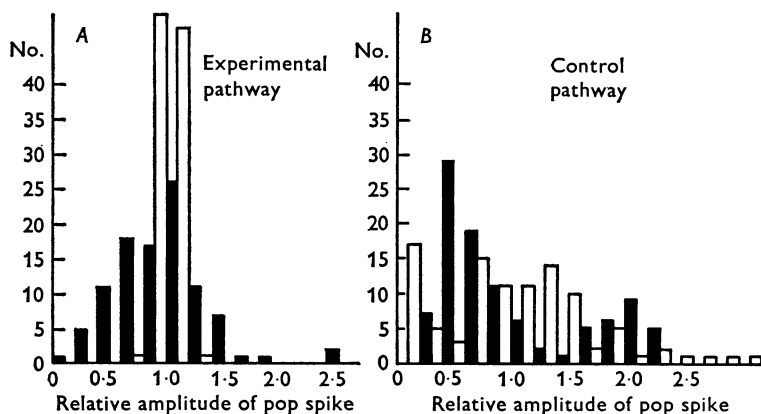 A
No.
Experimental
pathway
40
30
20
15
10
5
0
0 0·5 1·0 1·5 2·0 2·5
Relative amplitude of pop spike
B
No.
Control
pathway
40
30
20
15
10
5
0
0 0·5 1·0 1·5 2·0 2·5
Relative amplitude of pop spike